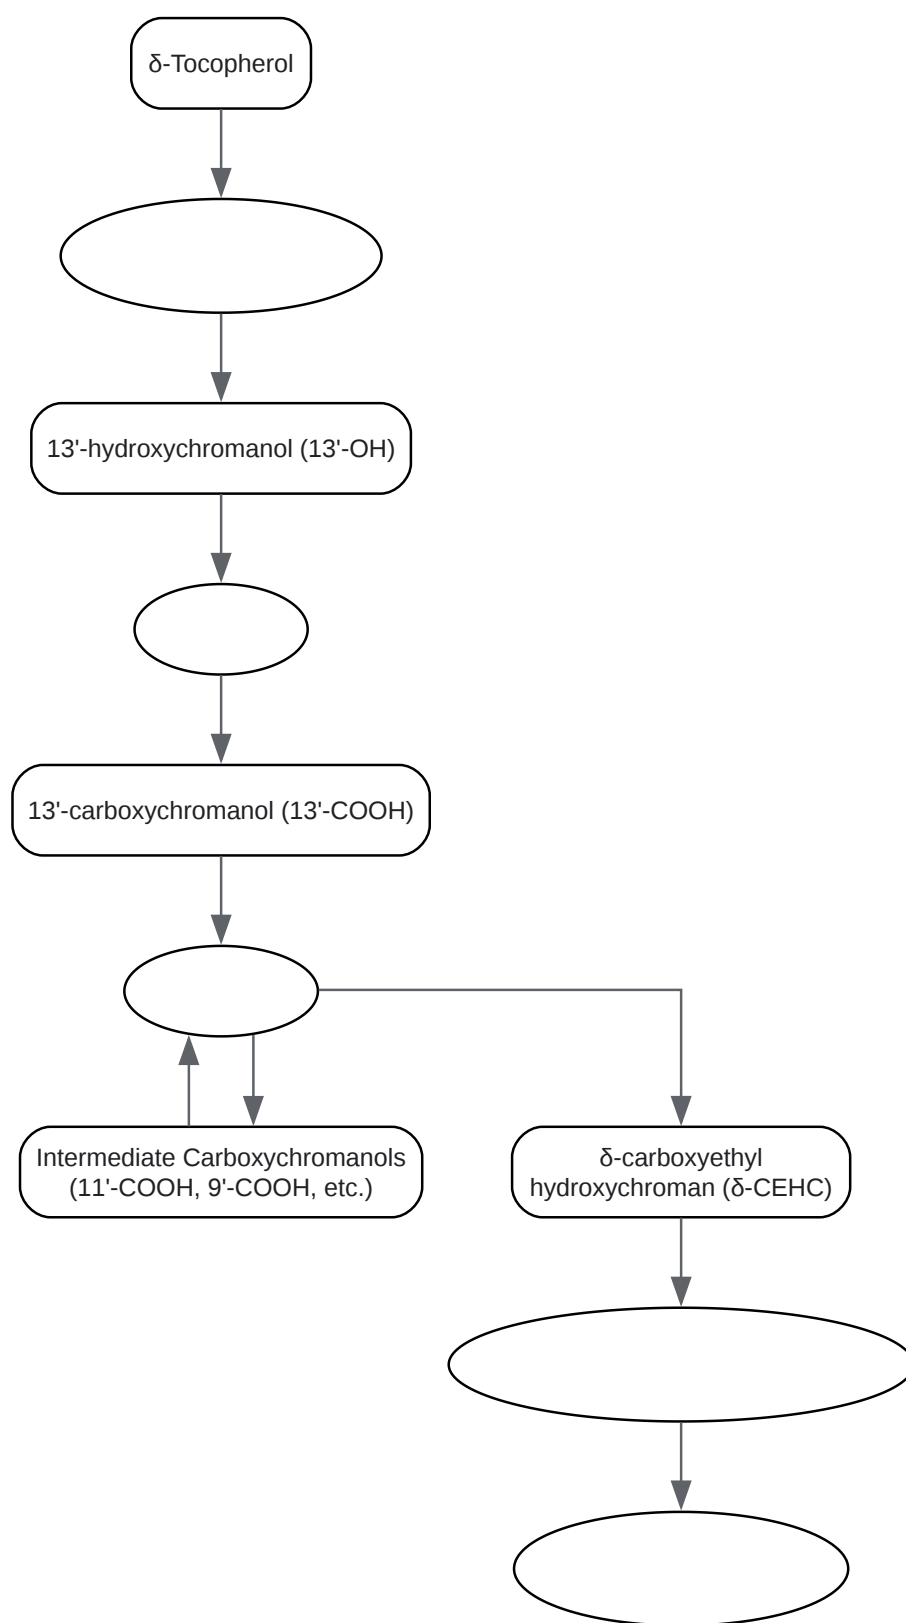 δ-Tocopherol
13'-hydroxychromanol (13'-OH)
13'-carboxychromanol (13'-COOH)
Intermediate Carboxychromanols
(11'-COOH, 9'-COOH, etc.)
δ-carboxyethyl
hydroxychroman (δ-CEHC)